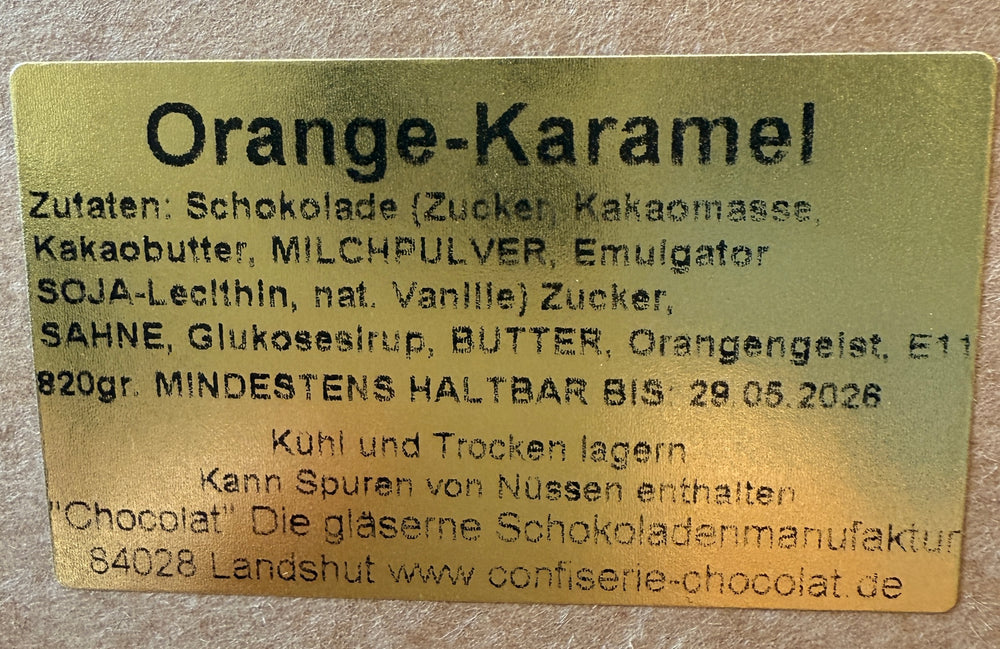 Orange-Karamel
Zutaten: Schokolade (Zucker, Kakaomasse,
Kakaobutter, MILCHPULVER, Emulgator
SOJA-Lecithin, nat. Vanille) Zucker,
SAHNE, Glukosesirup, BUTTER, Orangengeist, E11
820gr. MINDESTENS HALTBAR BIS: 29.05.2026
Kühl und Trocken lagern
Kann Spuren von Nüssen enthalten
"Chocolat" Die gläserne Schokoladenmanufaktur
84028 Landshut www.confiserie-chocolat.de